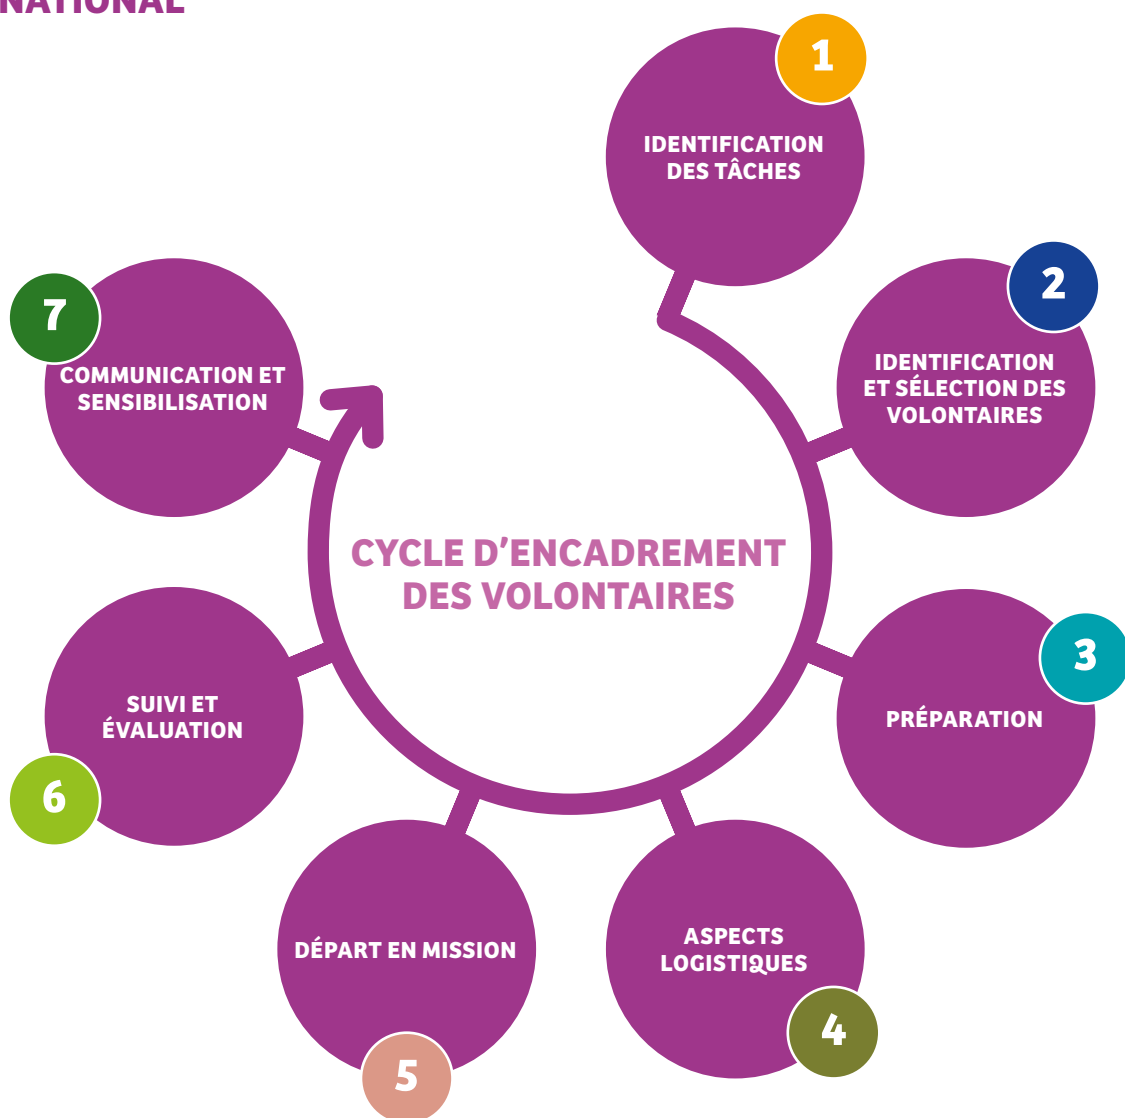 NATIONAL
1
IDENTIFICATION
DES TÂCHES
2
IDENTIFICATION
ET SÉLECTION DES
VOLONTAIRES
3
PRÉPARATION
4
ASPECTS
LOGISTIQUES
5
DÉPART EN MISSION
6
SUIVI ET
ÉVALUATION
7
COMMUNICATION ET
SENSIBILISATION
CYCLE D'ENCADREMENT
DES VOLONTAIRES